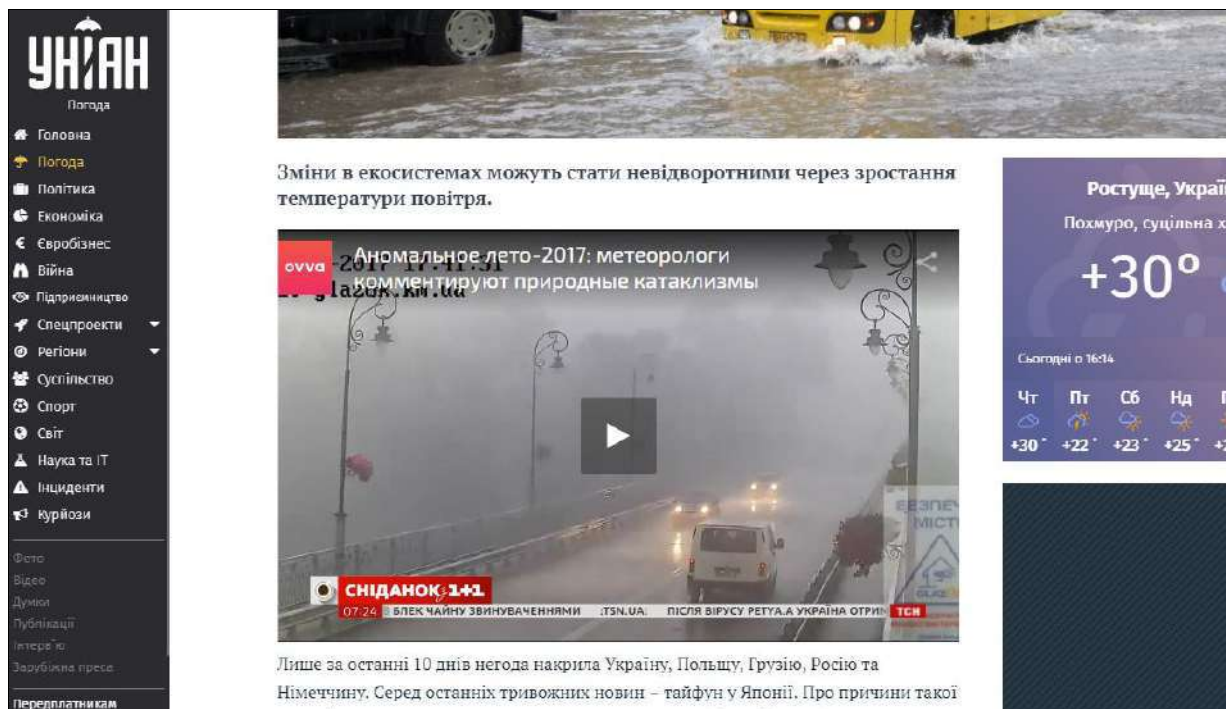 УНІАН
Погода
Головна
Погода
Політика
Економіка
Євробізнес
Війна
Підприємництво
Спецпроекти
Регіони
Суспільство
Спорт
Світ
Наука та ІТ
Інциденти
Курйози
Фото
Відео
Думки
Публікації
Інтерв'ю
Зарубіжна преса
Передплатникам
Зміни в екосистемах можуть стати невідворотними через зростання
температури повітря.
ovva
Аномальное лето-2017: метеорологи
комментируют природные катаклизмы
СНІДАНОК з 1+1
07:24 БЛЕК ЧАЙНУ ЗВИНУВАЧЕННЯМИ .TSN.UA: ПІСЛЯ ВІРУСУ PETYA.A УКРАЇНА ОТРИМ ТСН
Лише за останні 10 днів негода накрила Україну, Польщу, Грузію, Росію та
Німеччину. Серед останніх тривожних новин – тайфун у Японії. Про причини такої
Ростуще, Украї
Похмуро, суцільна х
+30°
Сьогодні о 16:14
Чт Пт Сб Нд
+30° +22° +23° +25°